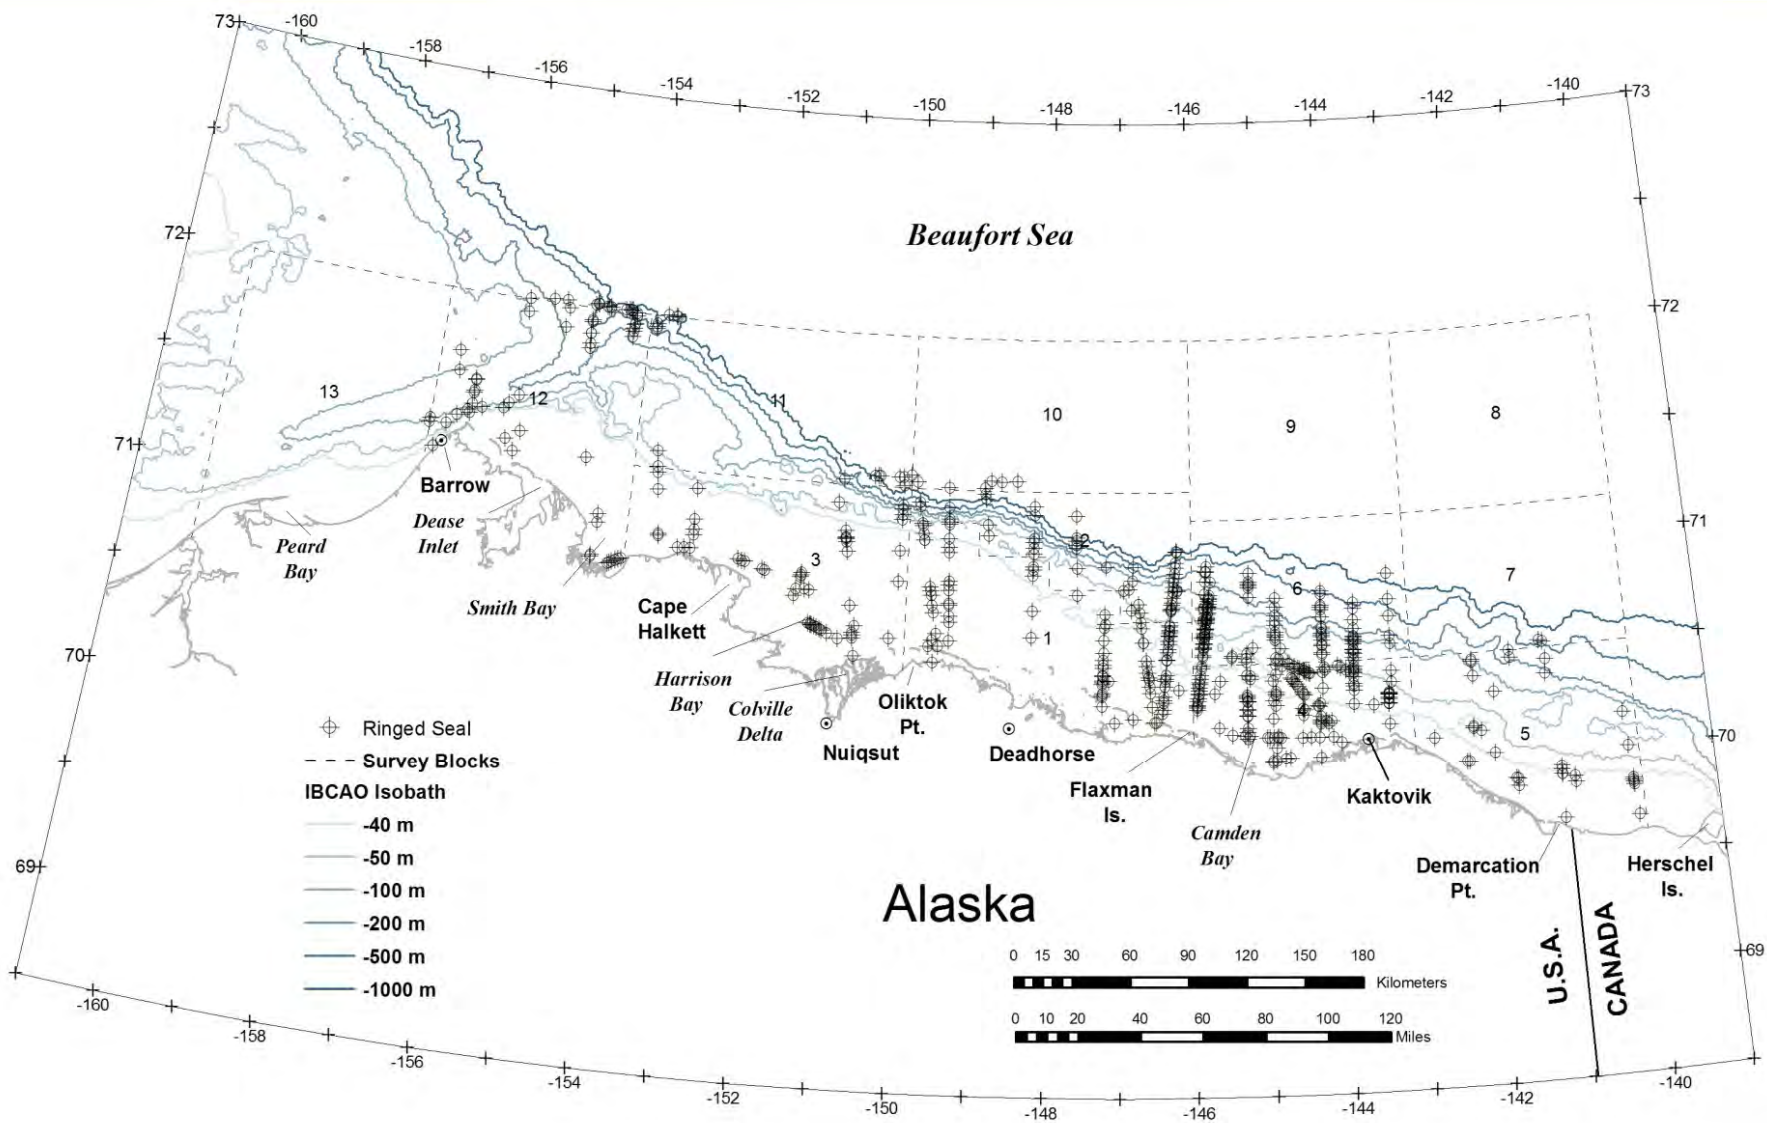 73
-160
-158
-156
-154
-152
-150
-148
-146
-144
-142
-140
73
Beaufort Sea
72
72
13
12
11
10
9
8
71
71
Barrow
Dease
Inlet
Peard
Bay
Smith Bay
Cape
Halkett
3
2
1
6
7
4
5
70
70
Harrison
Bay
Colville
Delta
Oliktok
Pt.
Nuiqsut
Deadhorse
Flaxman
Is.
Camden
Bay
Kaktovik
Demarcation
Pt.
Herschel
Is.
Ringed Seal
Survey Blocks
IBCAO Isobath
-40 m
-50 m
-100 m
-200 m
-500 m
-1000 m
Alaska
U.S.A.
CANADA
0 15 30 60 90 120 150 180
Kilometers
0 10 20 40 60 80 100 120
Miles
69
69
-160
-158
-156
-154
-152
-150
-148
-146
-144
-142
-140